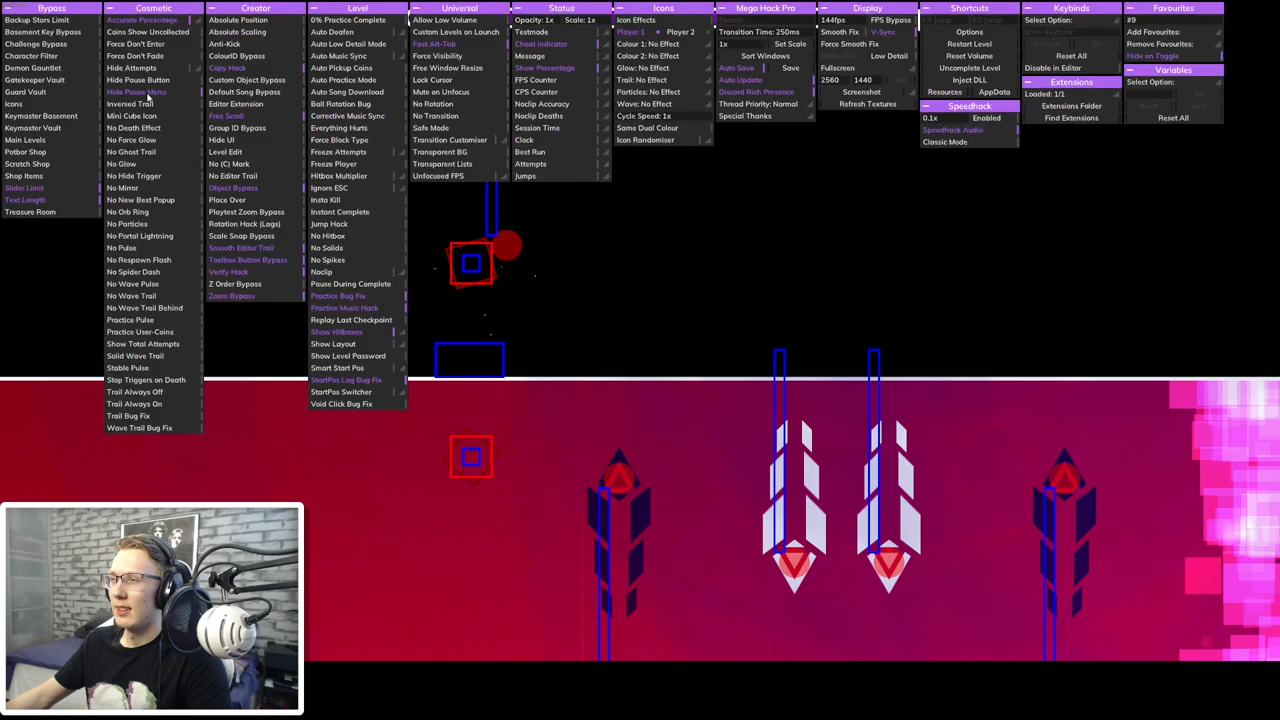 Bypass
Backup Stars Limit
Basement Key Bypass
Challenge Bypass
Character Filter
Demon Gauntlet
Gatekeeper Vault
Guard Vault
Icons
Keymaster Basement
Keymaster Vault
Main Levels
Potbor Shop
Scratch Shop
Shop Items
Slider Limit
Text Length
Treasure Room
Cosmetic
Accurate Percentage
Coins Show Uncollected
Force Don't Enter
Force Don't Fade
Hide Attempts
Hide Pause Button
Hide Pause Menu
Inversed Trail
Mini Cube Icon
No Death Effect
No Force Glow
No Ghost Trail
No Glow
No Hide Trigger
No Mirror
No New Best Popup
No Orb Ring
No Particles
No Portal Lightning
No Pulse
No Respawn Flash
No Spider Dash
No Wave Pulse
No Wave Trail
No Wave Trail Behind
Practice Pulse
Practice User-Coins
Show Total Attempts
Solid Wave Trail
Stable Pulse
Stop Triggers on Death
Trail Always Off
Trail Always On
Trail Bug Fix
Wave Trail Bug Fix
Creator
Absolute Position
Absolute Scaling
Anti-Kick
ColourID Bypass
Copy Hack
Custom Object Bypass
Default Song Bypass
Editor Extension
Free Scroll
Group ID Bypass
Hide UI
Level Edit
No (C) Mark
No Editor Trail
Object Bypass
Place Over
Playtest Zoom Bypass
Rotation Hack (Lags)
Scale Snap Bypass
Smooth Editor Trail
Toolbox Button Bypass
Verify Hack
Z Order Bypass
Zoom Bypass
Level
0% Practice Complete
Auto Deafen
Auto Low Detail Mode
Auto Music Sync
Auto Pickup Coins
Auto Practice Mode
Auto Song Download
Ball Rotation Bug
Corrective Music Sync
Everything Hurts
Force Block Type
Freeze Attempts
Freeze Player
Hitbox Multiplier
Ignore ESC
Insta Kill
Instant Complete
Jump Hack
No Hitbox
No Solids
No Spikes
Noclip
Pause During Complete
Practice Bug Fix
Practice Music Hack
Replay Last Checkpoint
Show Hitboxes
Show Layout
Show Level Password
Smart Start Pos
StartPos Lag Bug Fix
StartPos Switcher
Void Click Bug Fix
Universal
Allow Low Volume
Custom Levels on Launch
Fast Alt-Tab
Force Visibility
Free Window Resize
Lock Cursor
Mute on Unfocus
No Rotation
No Transition
Safe Mode
Transition Customiser
Transparent BG
Transparent Lists
Unfocused FPS
Status
Opacity: 1x Scale: 1x
Testmode
Cheat Indicator
Message
Show Percentage
FPS Counter
CPS Counter
Noclip Accuracy
Noclip Deaths
Session Time
Clock
Best Run
Attempts
Jumps
Icons
Icon Effects
Player 1 Player 2
Colour 1: No Effect
Colour 2: No Effect
Glow: No Effect
Trail: No Effect
Particles: No Effect
Wave: No Effect
Cycle Speed: 1x
Same Dual Colour
Icon Randomiser
Mega Hack Pro
Transition Time: 250ms
1x Set Scale
Sort Windows
Auto Save Save
Auto Update
Discord Rich Presence
Thread Priority: Normal
Special Thanks
Display
144fps FPS Bypass
Smooth Fix V-Sync
Force Smooth Fix
Fullscreen Low Detail
2560 1440
Screenshot
Refresh Textures
Shortcuts
Options
Restart Level
Reset Volume
Uncomplete Level
Inject DLL
Resources AppData
Speedhack
0.1x Enabled
Speedhack Audio
Classic Mode
Keybinds
Select Option:
Disable in Editor
Extensions
Loaded: 1/1
Extensions Folder
Find Extensions
Favourites
#9
Add Favourites:
Remove Favourites:
Hide on Toggle
Variables
Select Option:
Reset All